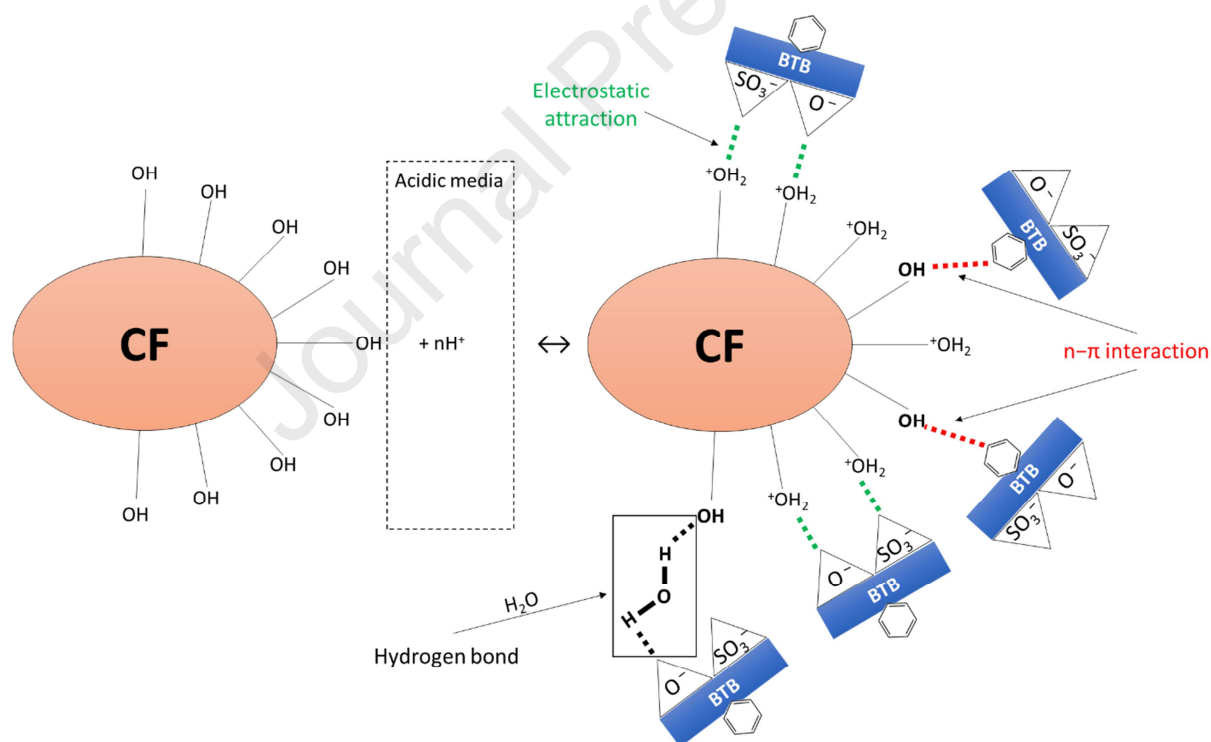 Journal Pre
BTB
SO₃⁻
O⁻
Electrostatic
attraction
⁺OH₂
⁺OH₂
OH
OH
OH
OH
OH
OH
OH
OH
OH
CF
Acidic media
+ nH⁺
↔
CF
⁺OH₂
OH
⁺OH₂
OH
⁺OH₂
⁺OH₂
OH
O⁻
BTB
SO₃⁻
n−π interaction
BTB
O⁻
SO₃⁻
O⁻
SO₃⁻
BTB
H
O
H
H₂O
Hydrogen bond
O⁻
SO₃⁻
BTB